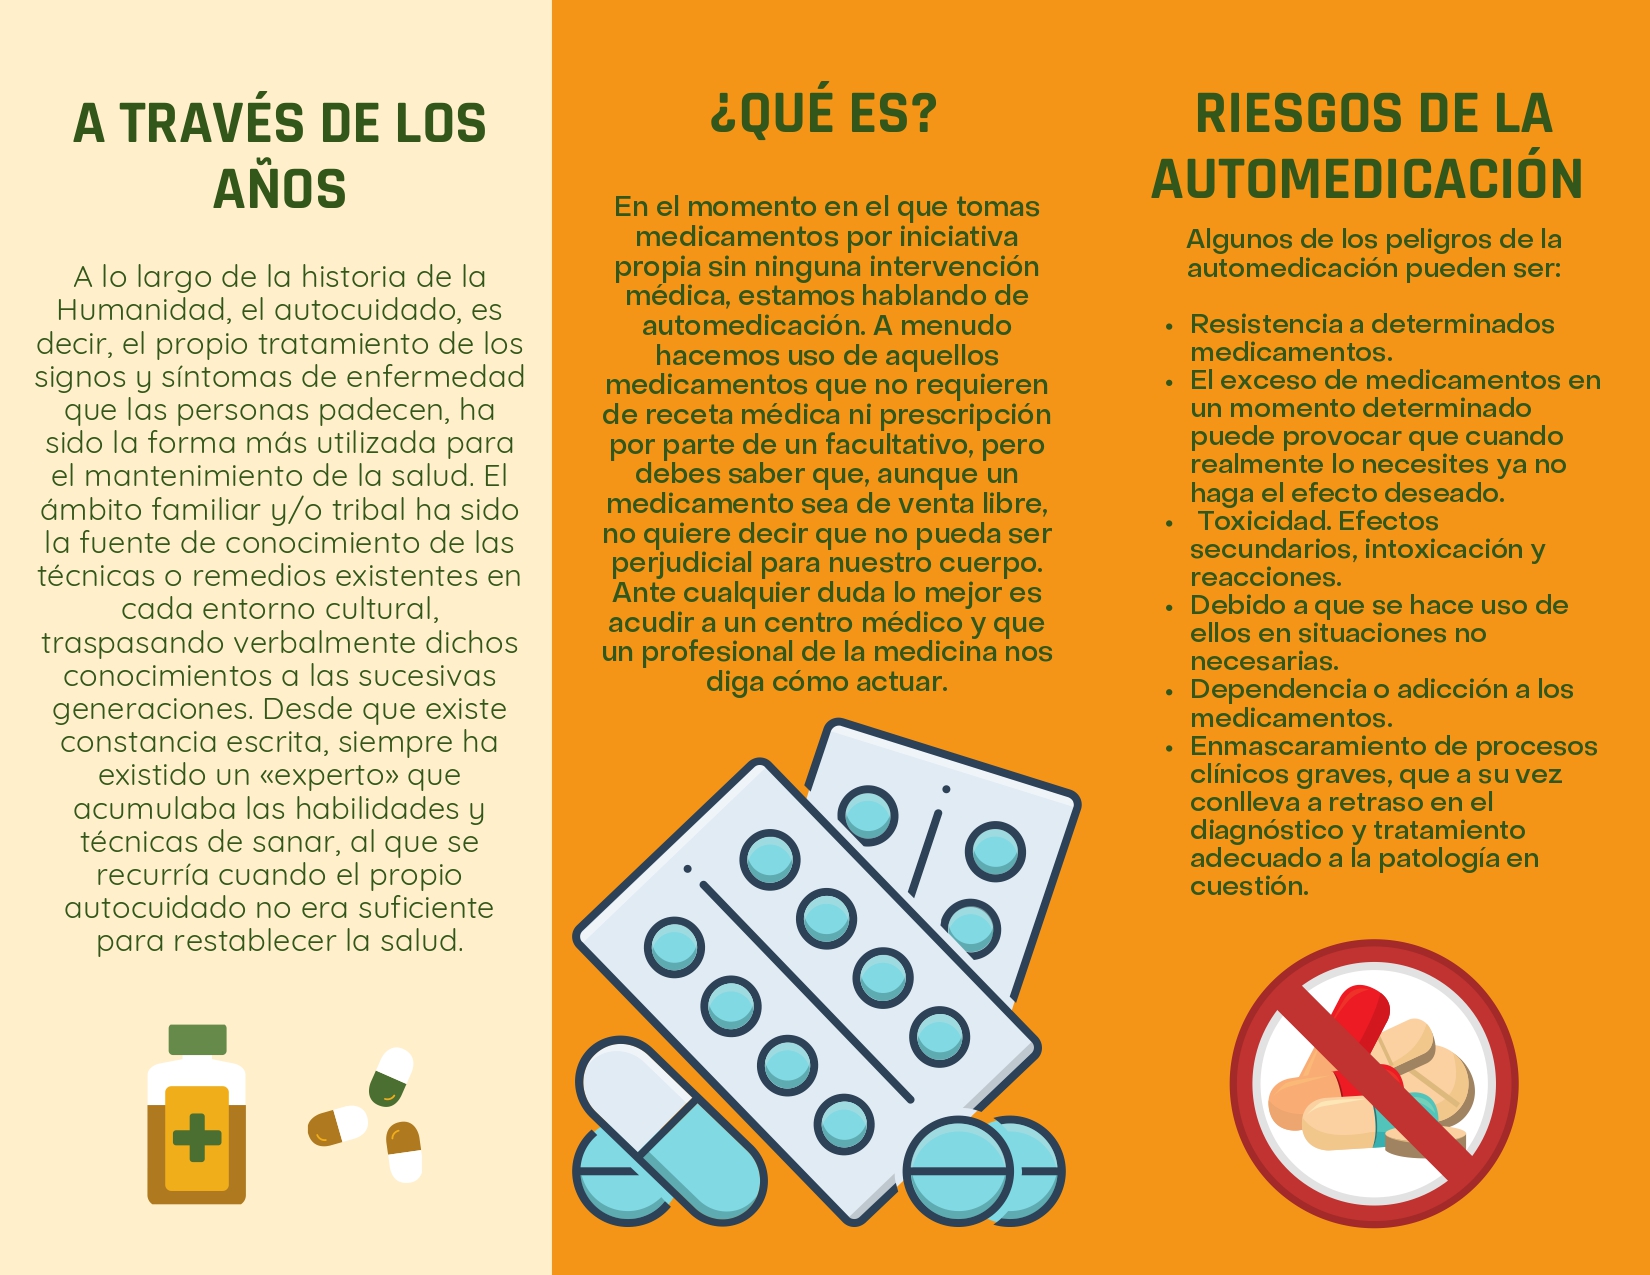 A TRAVÉS DE LOS
AÑOS
A lo largo de la historia de la
Humanidad, el autocuidado, es
decir, el propio tratamiento de los
signos y síntomas de enfermedad
que las personas padecen, ha
sido la forma más utilizada para
el mantenimiento de la salud. El
ámbito familiar y/o tribal ha sido
la fuente de conocimiento de las
técnicas o remedios existentes en
cada entorno cultural,
traspasando verbalmente dichos
conocimientos a las sucesivas
generaciones. Desde que existe
constancia escrita, siempre ha
existido un «experto» que
acumulaba las habilidades y
técnicas de sanar, al que se
recurría cuando el propio
autocuidado no era suficiente
para restablecer la salud.
¿QUÉ ES?
En el momento en el que tomas
medicamentos por iniciativa
propia sin ninguna intervención
médica, estamos hablando de
automedicación. A menudo
hacemos uso de aquellos
medicamentos que no requieren
de receta médica ni prescripción
por parte de un facultativo, pero
debes saber que, aunque un
medicamento sea de venta libre,
no quiere decir que no pueda ser
perjudicial para nuestro cuerpo.
Ante cualquier duda lo mejor es
acudir a un centro médico y que
un profesional de la medicina nos
diga cómo actuar.
RIESGOS DE LA
AUTOMEDICACIÓN
Algunos de los peligros de la
automedicación pueden ser:
• Resistencia a determinados
medicamentos.
• El exceso de medicamentos en
un momento determinado
puede provocar que cuando
realmente lo necesites ya no
haga el efecto deseado.
• Toxicidad. Efectos
secundarios, intoxicación y
reacciones.
• Debido a que se hace uso de
ellos en situaciones no
necesarias.
• Dependencia o adicción a los
medicamentos.
• Enmascaramiento de procesos
clínicos graves, que a su vez
conlleva a retraso en el
diagnóstico y tratamiento
adecuado a la patología en
cuestión.